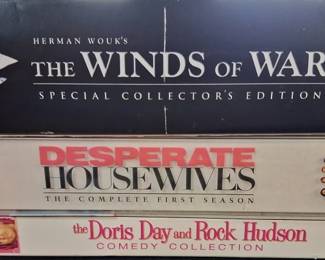 HERMAN WOUK'S
THE WINDS OF WAR
SPECIAL COLLECTOR'S EDITION
DESPERATE
HOUSEWIVES
THE COMPLETE FIRST SEASON
the Doris Day and Rock Hudson
COMEDY COLLECTION